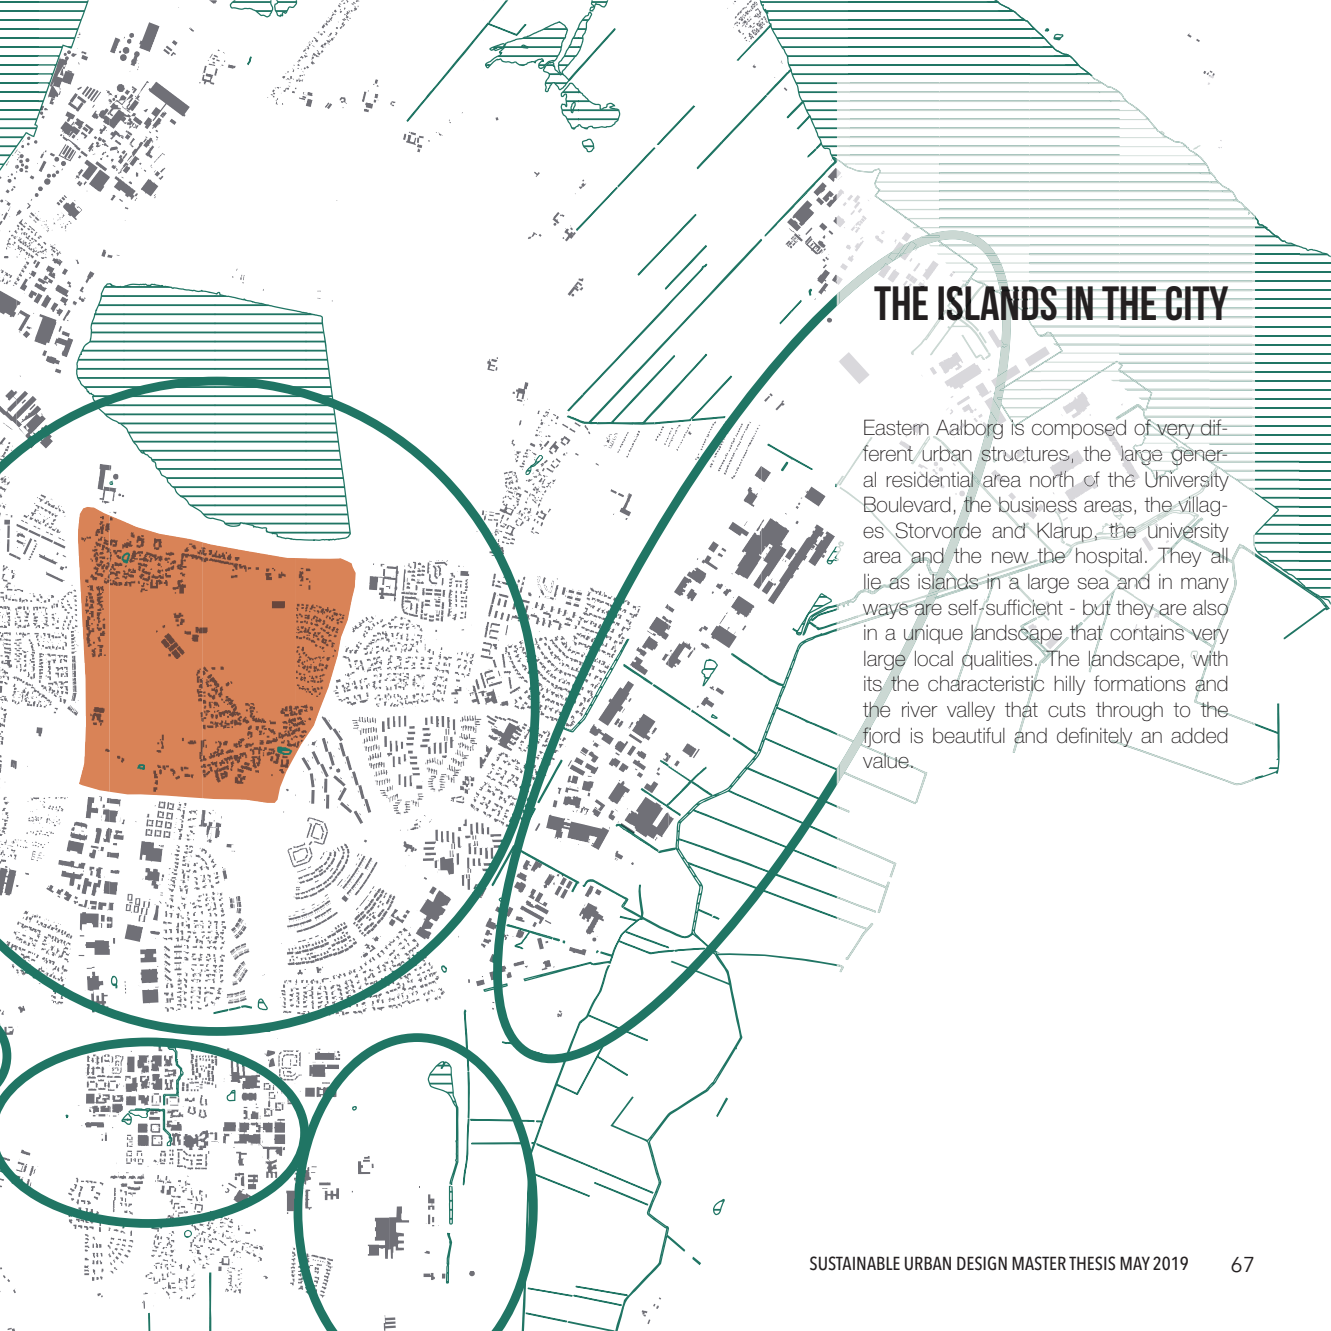 THE ISLANDS IN THE CITY
Eastern Aalborg is composed of very dif-
ferent urban structures, the large gener-
al residential area north of the University
Boulevard, the business areas, the villag-
es Storvorde and Klarup, the university
area and the new the hospital. They all
lie as islands in a large sea and in many
ways are self-sufficient - but they are also
in a unique landscape that contains very
large local qualities. The landscape, with
its the characteristic hilly formations and
the river valley that cuts through to the
fjord is beautiful and definitely an added
value.
SUSTAINABLE URBAN DESIGN MASTER THESIS MAY 2019 67